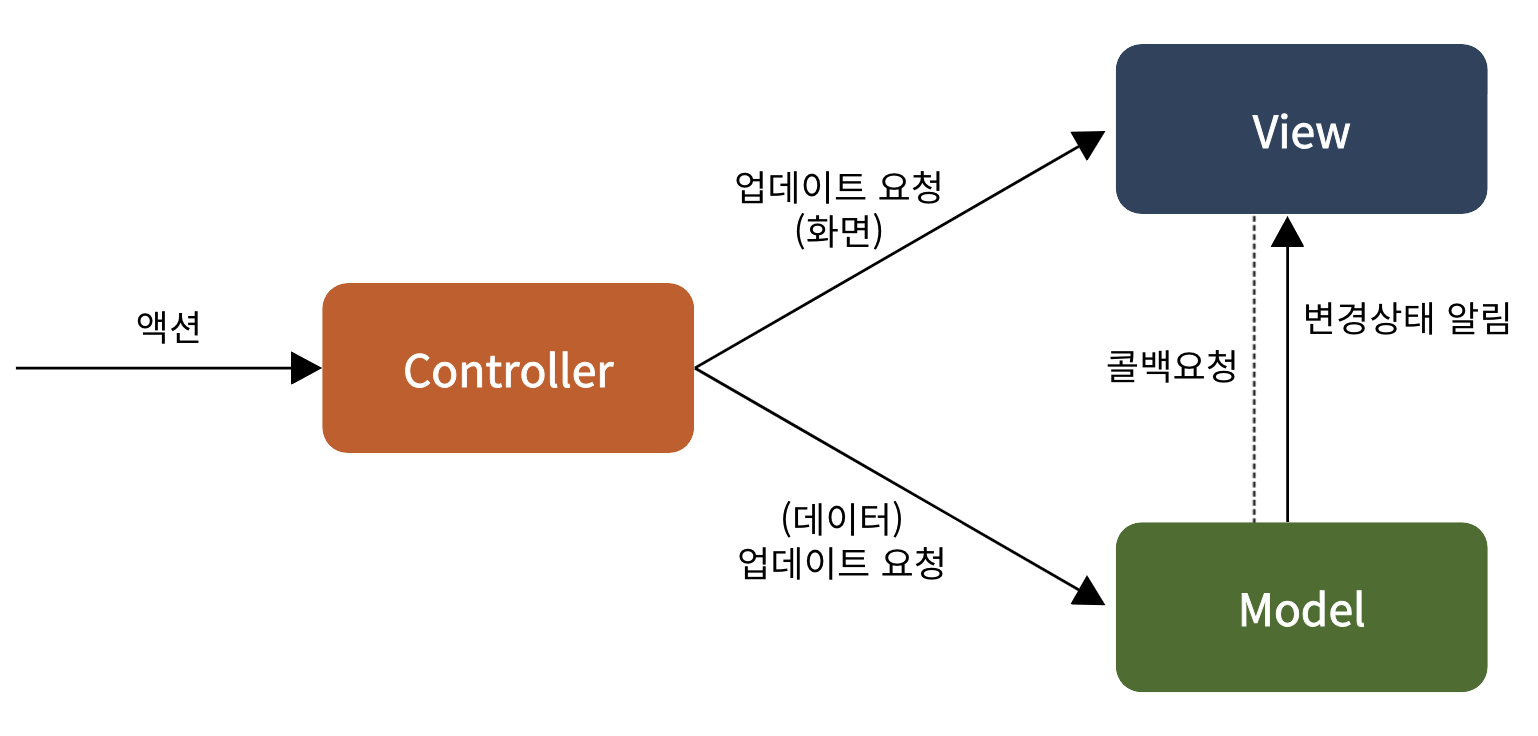 View
업데이트 요청
(화면)
액션
변경상태 알림
콜백요청
Controller
(데이터)
업데이트 요청
Model